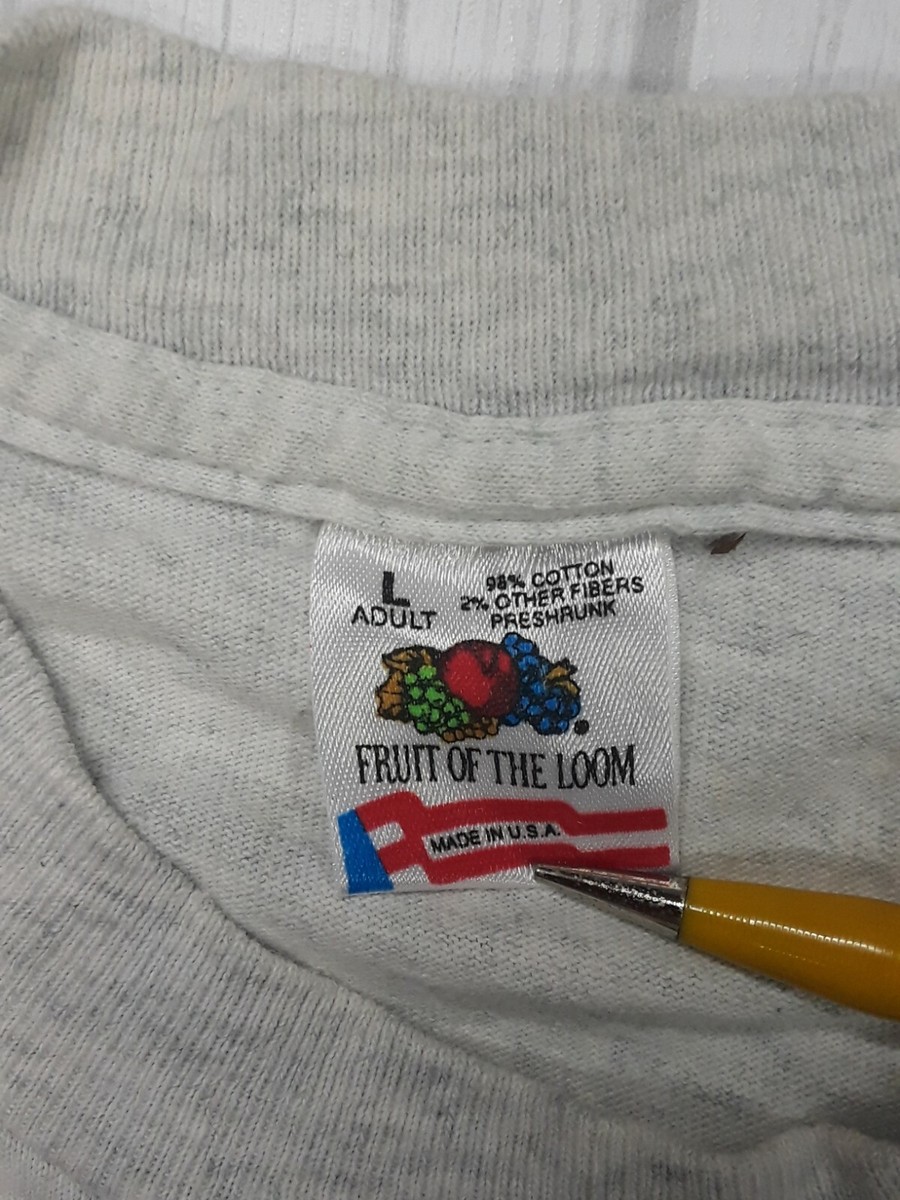 L
ADULT
98% COTTON
2% OTHER FIBERS
PRESHRUNK
FRUIT OF THE LOOM
MADE IN U.S.A.